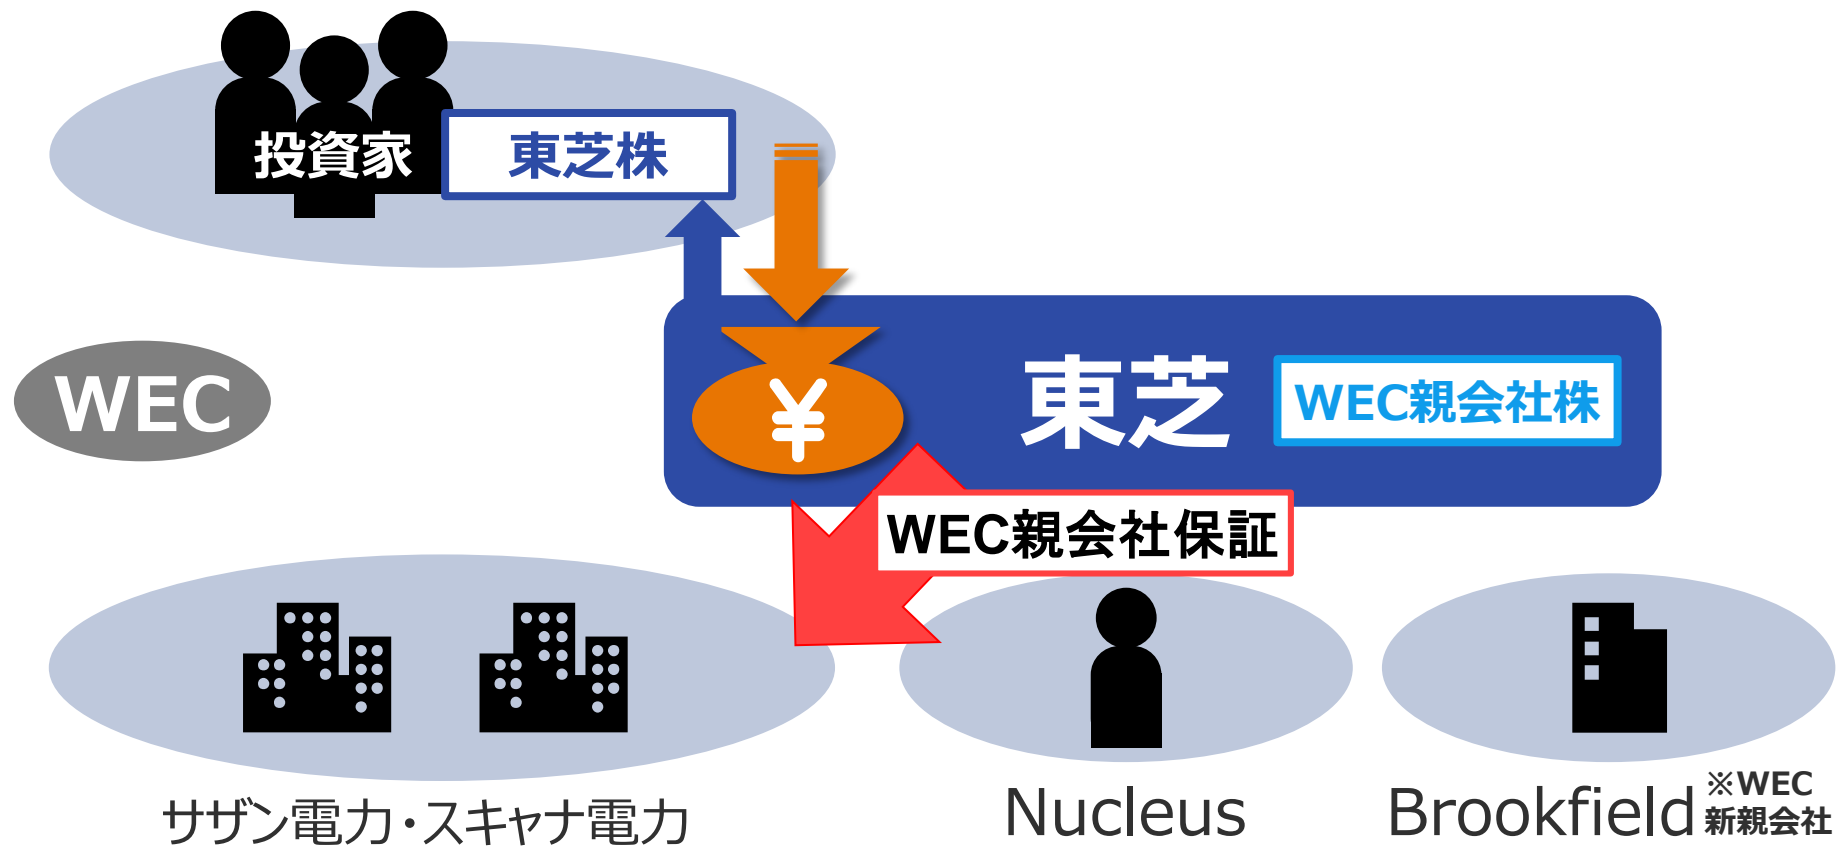 投資家
東芝株
WEC
¥
東芝
WEC親会社株
WEC親会社保証
サザン電力・スキャナ電力
Nucleus
Brookfield
※WEC
新親会社